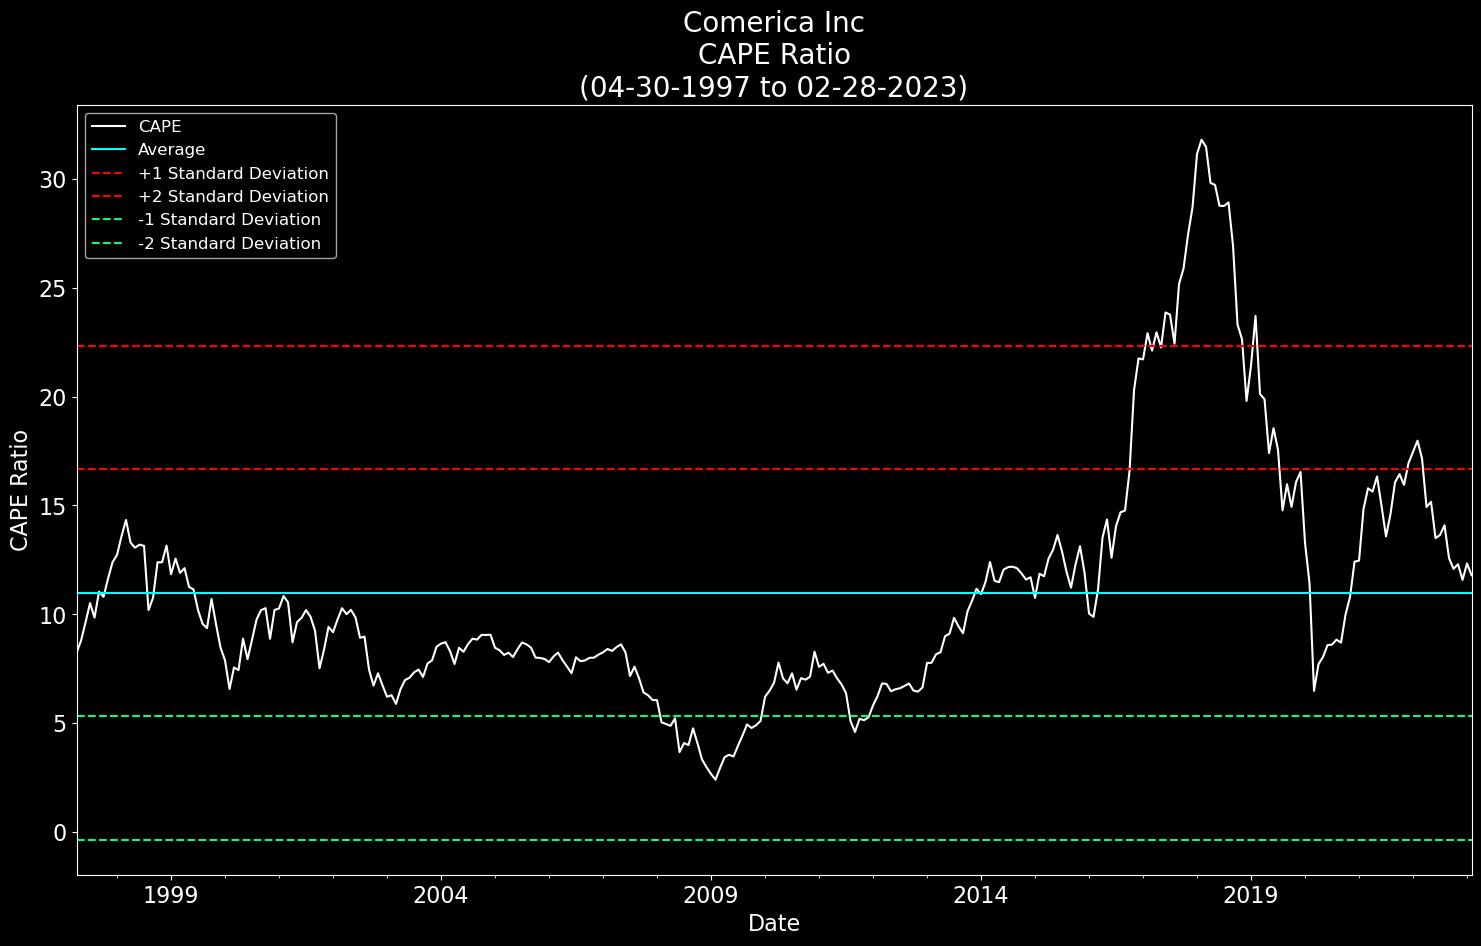 Comerica Inc
CAPE Ratio
(04-30-1997 to 02-28-2023)
CAPE
Average
+1 Standard Deviation
+2 Standard Deviation
-1 Standard Deviation
-2 Standard Deviation
30
25
20
15
10
5
0
CAPE Ratio
1999 2004 2009 2014 2019
Date